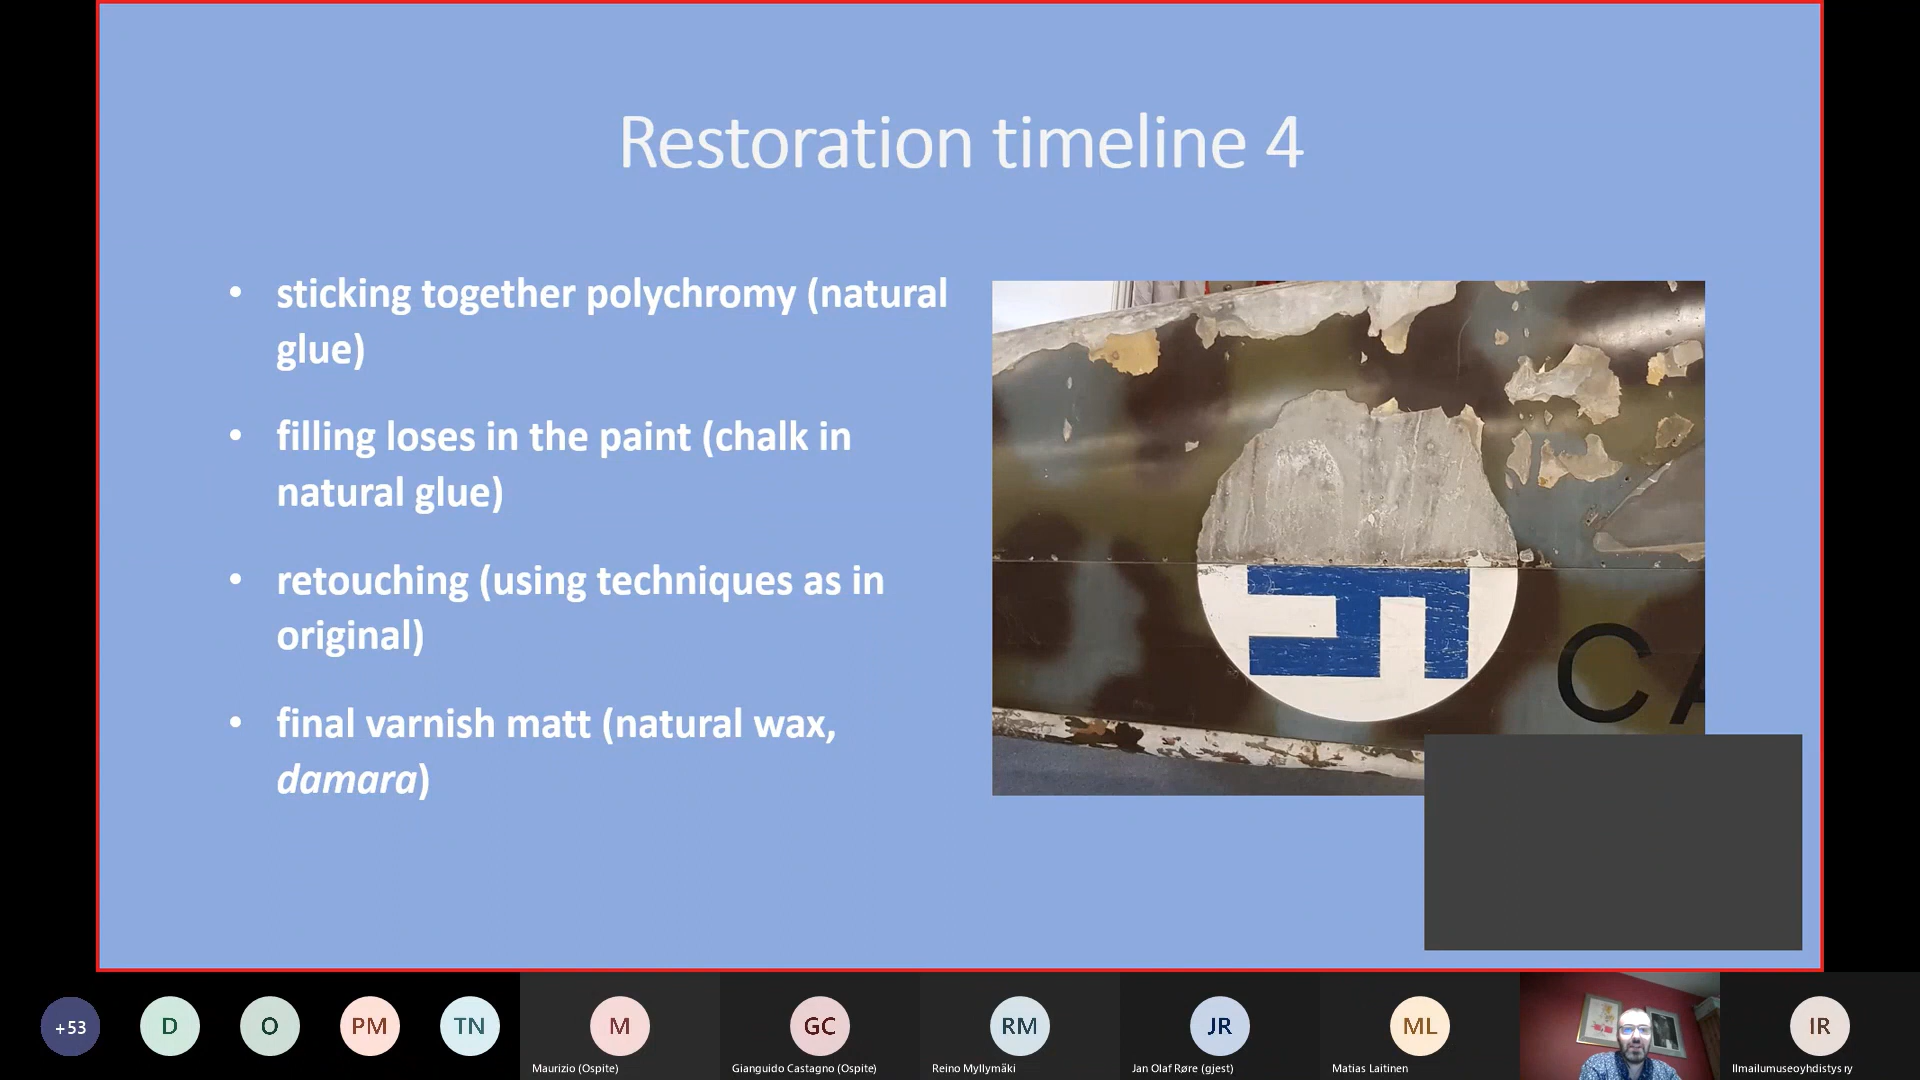 Restoration timeline 4
• sticking together polychromy (natural
glue)
• filling loses in the paint (chalk in
natural glue)
• retouching (using techniques as in
original)
• final varnish matt (natural wax,
damara)
CA
+53
D
O
PM
TN
M
GC
RM
JR
ML
IR
Maurizio (Ospite)
Gianguido Castagno (Ospite)
Reino Myllymäki
Jan Olaf Røre (gjest)
Matias Laitinen
Ilmailumuseoyhdistys ry